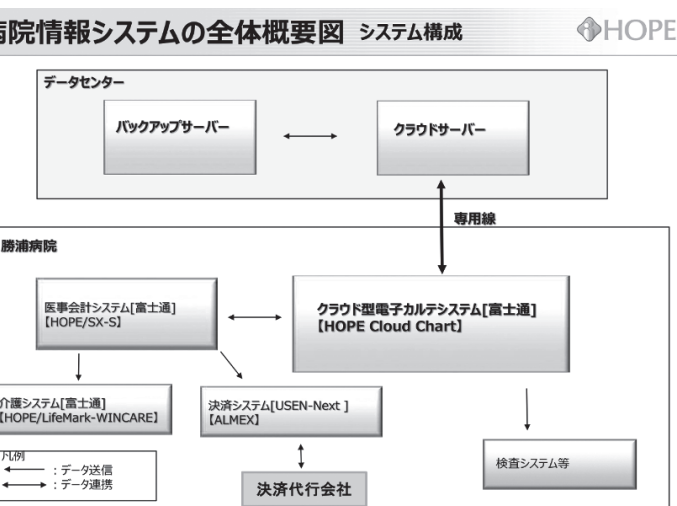 病院情報システムの全体概要図 システム構成
HOPE
データセンター
バックアップサーバー
クラウドサーバー
専用線
勝浦病院
医事会計システム[富士通]
【HOPE/SX-S】
クラウド型電子カルテシステム[富士通]
【HOPE Cloud Chart】
介護システム[富士通]
【HOPE/LifeMark-WINCARE】
決済システム[USEN-Next ]
【ALMEX】
検査システム等
凡例
：データ送信
：データ連携
決済代行会社